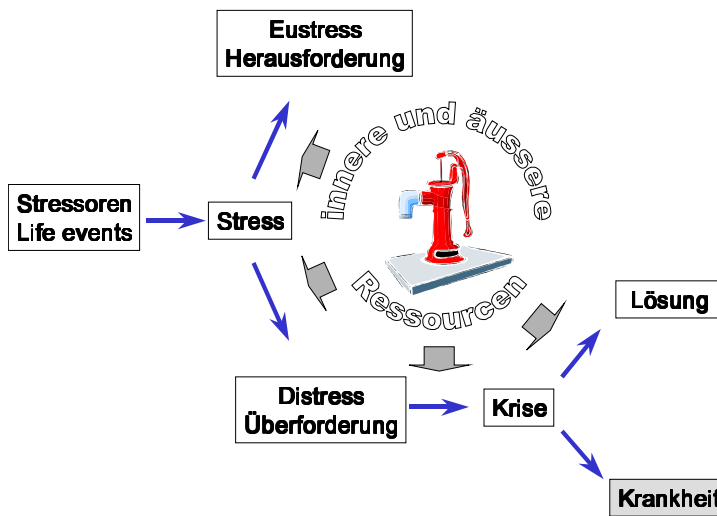 Eustress
Herausforderung
innere und äussere
Ressourcen
Stressoren
Life events
Stress
Lösung
Distress
Überforderung
Krise
Krankheit